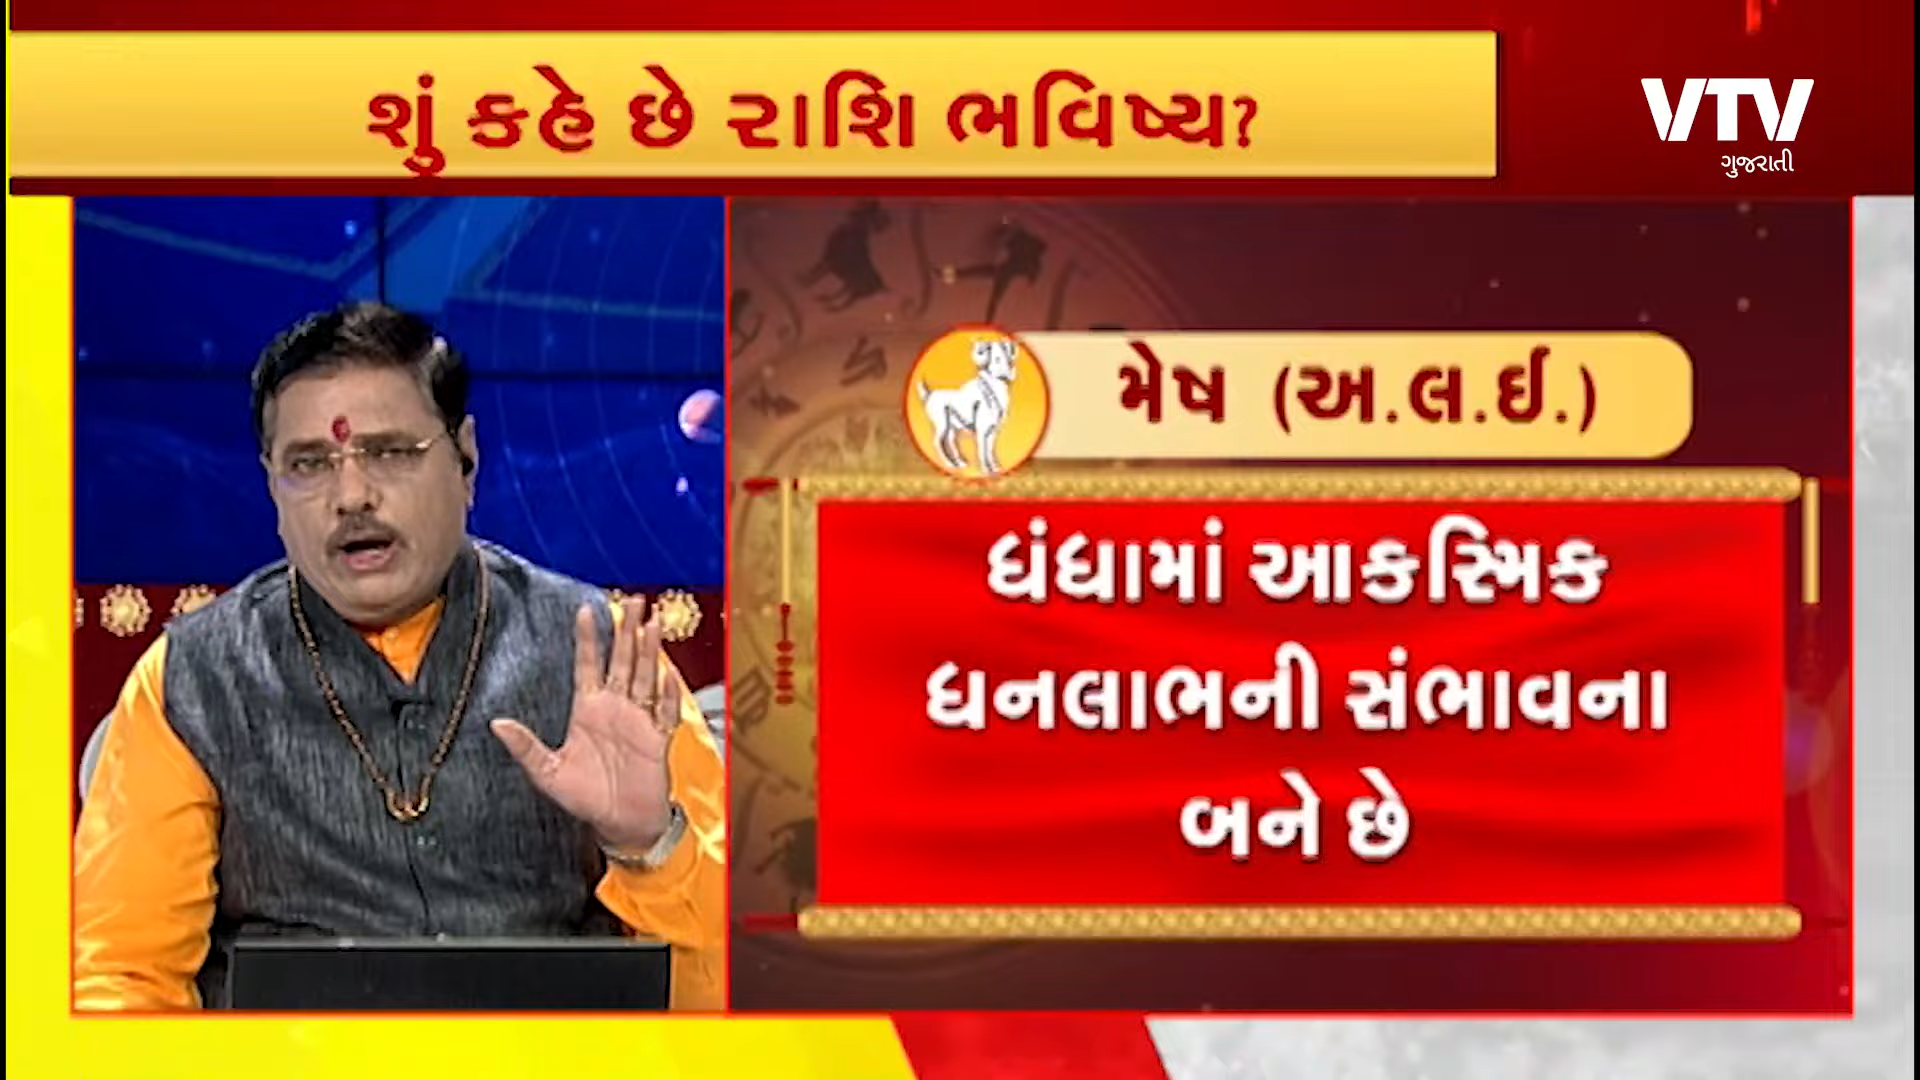 શું કહે છે રાશિ ભવિષ્ય?
VTV
ગુજરાતી
મેષ (અ.લ.ઈ.)
ધંધામાં આકસ્મિક
ધનલાભની સંભાવના
બને છે